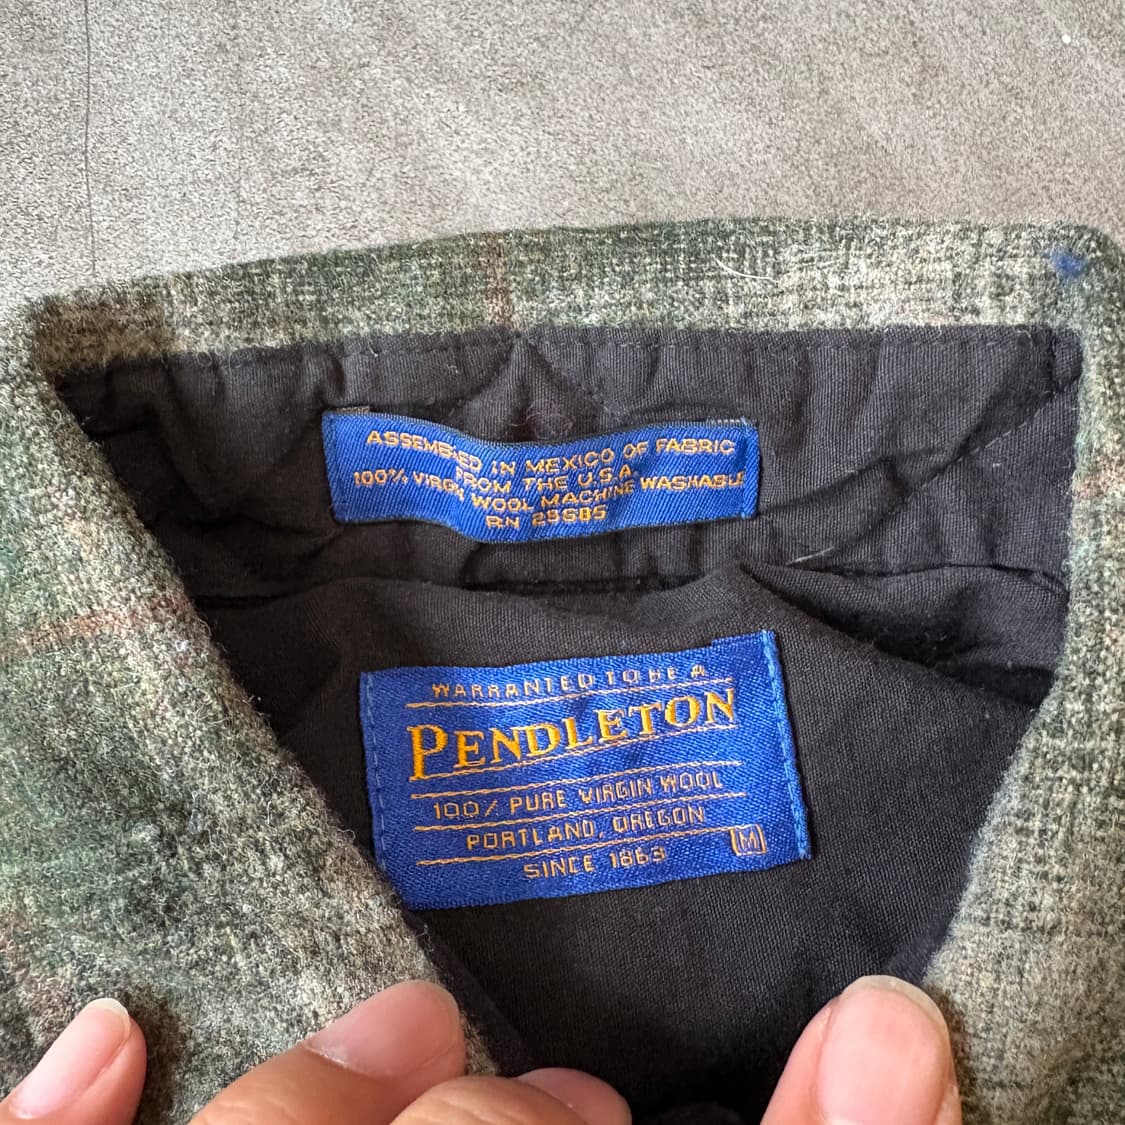 ASSEMBLED IN MEXICO OF FABRIC
FROM THE U.S.A.
100% VIRGIN WOOL MACHINE WASHABLE
RN 29685
WARRANTED TO BE A
PENDLETON
100% PURE VIRGIN WOOL
PORTLAND, OREGON
SINCE 1863
M